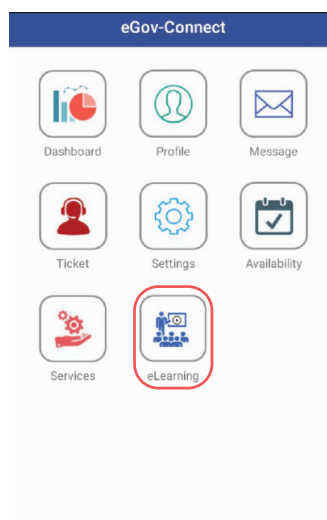 eGov-Connect
Dashboard Profile Message
Ticket Settings Availability
Services eLearning